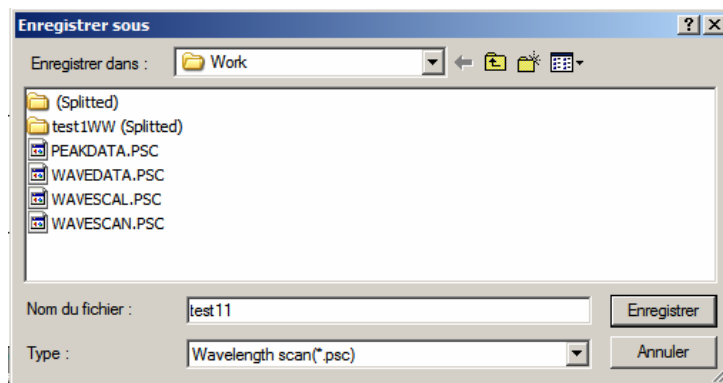 Enregistrer sous
Enregistrer dans : Work
(Splitted)
test1WW (Splitted)
PEAKDATA.PSC
WAVEDATA.PSC
WAVESCAL.PSC
WAVESCAN.PSC
Nom du fichier : test11 Enregistrer
Type : Wavelength scan(*.psc) Annuler